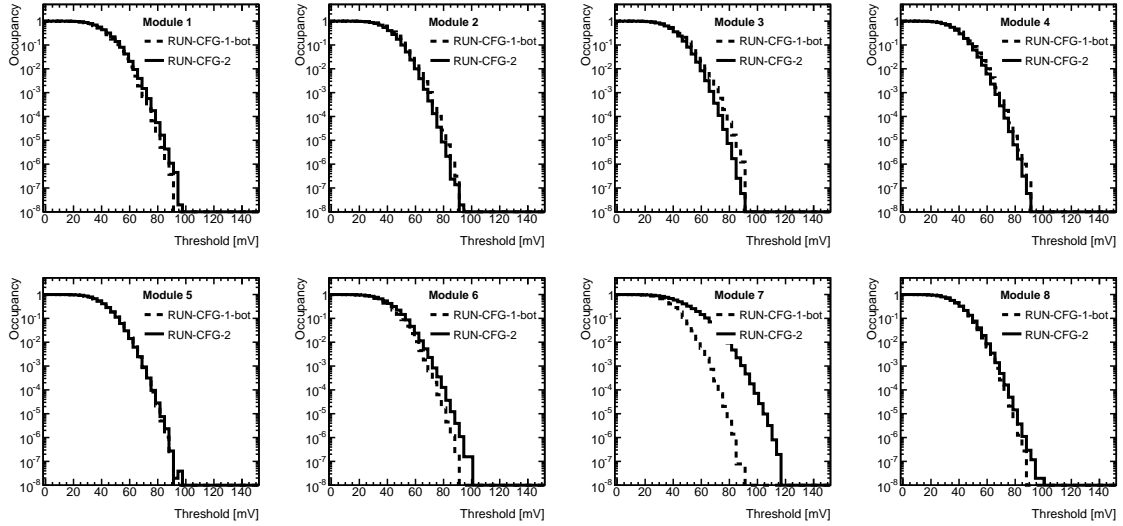 Occupancy
Module 1
RUN-CFG-1-bot
RUN-CFG-2
1
10-1
10-2
10-3
10-4
10-5
10-6
10-7
10-8
0 20 40 60 80 100 120 140
Threshold [mV]
Occupancy
Module 2
RUN-CFG-1-bot
RUN-CFG-2
1
10-1
10-2
10-3
10-4
10-5
10-6
10-7
10-8
0 20 40 60 80 100 120 140
Threshold [mV]
Occupancy
Module 3
RUN-CFG-1-bot
RUN-CFG-2
1
10-1
10-2
10-3
10-4
10-5
10-6
10-7
10-8
0 20 40 60 80 100 120 140
Threshold [mV]
Occupancy
Module 4
RUN-CFG-1-bot
RUN-CFG-2
1
10-1
10-2
10-3
10-4
10-5
10-6
10-7
10-8
0 20 40 60 80 100 120 140
Threshold [mV]
Occupancy
Module 5
RUN-CFG-1-bot
RUN-CFG-2
1
10-1
10-2
10-3
10-4
10-5
10-6
10-7
10-8
0 20 40 60 80 100 120 140
Threshold [mV]
Occupancy
Module 6
RUN-CFG-1-bot
RUN-CFG-2
1
10-1
10-2
10-3
10-4
10-5
10-6
10-7
10-8
0 20 40 60 80 100 120 140
Threshold [mV]
Occupancy
Module 7
RUN-CFG-1-bot
RUN-CFG-2
1
10-1
10-2
10-3
10-4
10-5
10-6
10-7
10-8
0 20 40 60 80 100 120 140
Threshold [mV]
Occupancy
Module 8
RUN-CFG-1-bot
RUN-CFG-2
1
10-1
10-2
10-3
10-4
10-5
10-6
10-7
10-8
0 20 40 60 80 100 120 140
Threshold [mV]